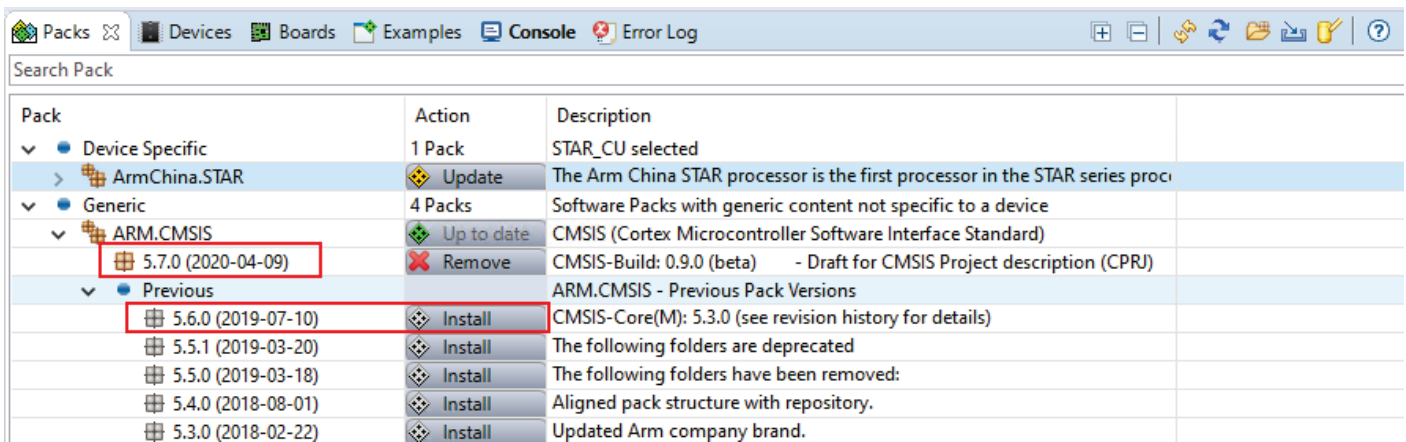 Packs Devices Boards Examples Console Error Log
Search Pack
Pack Action Description
Device Specific 1 Pack STAR_CU selected
ArmChina.STAR Update The Arm China STAR processor is the first processor in the STAR series proce
Generic 4 Packs Software Packs with generic content not specific to a device
ARM.CMSIS Up to date CMSIS (Cortex Microcontroller Software Interface Standard)
5.7.0 (2020-04-09) Remove CMSIS-Build: 0.9.0 (beta) - Draft for CMSIS Project description (CPRJ)
Previous ARM.CMSIS - Previous Pack Versions
5.6.0 (2019-07-10) Install CMSIS-Core(M): 5.3.0 (see revision history for details)
5.5.1 (2019-03-20) Install The following folders are deprecated
5.5.0 (2019-03-18) Install The following folders have been removed:
5.4.0 (2018-08-01) Install Aligned pack structure with repository.
5.3.0 (2018-02-22) Install Updated Arm company brand.